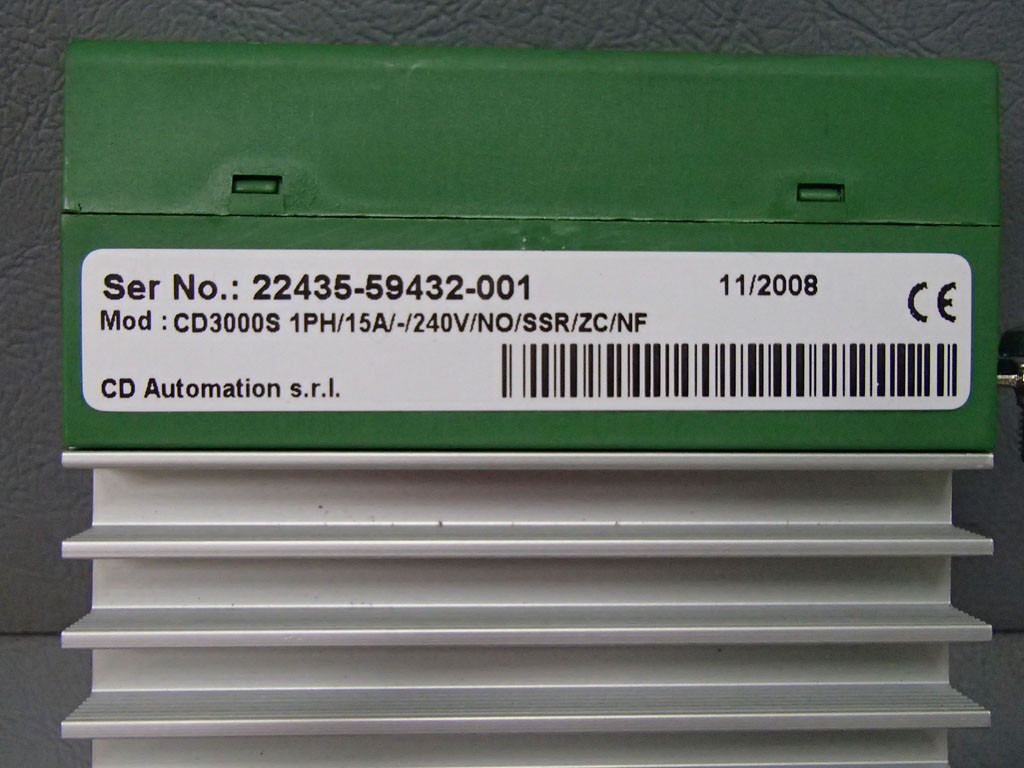 Ser No.: 22435-59432-001 11/2008
CE
Mod : CD3000S 1PH/15A/-/240V/NO/SSR/ZC/NF
CD Automation s.r.l.